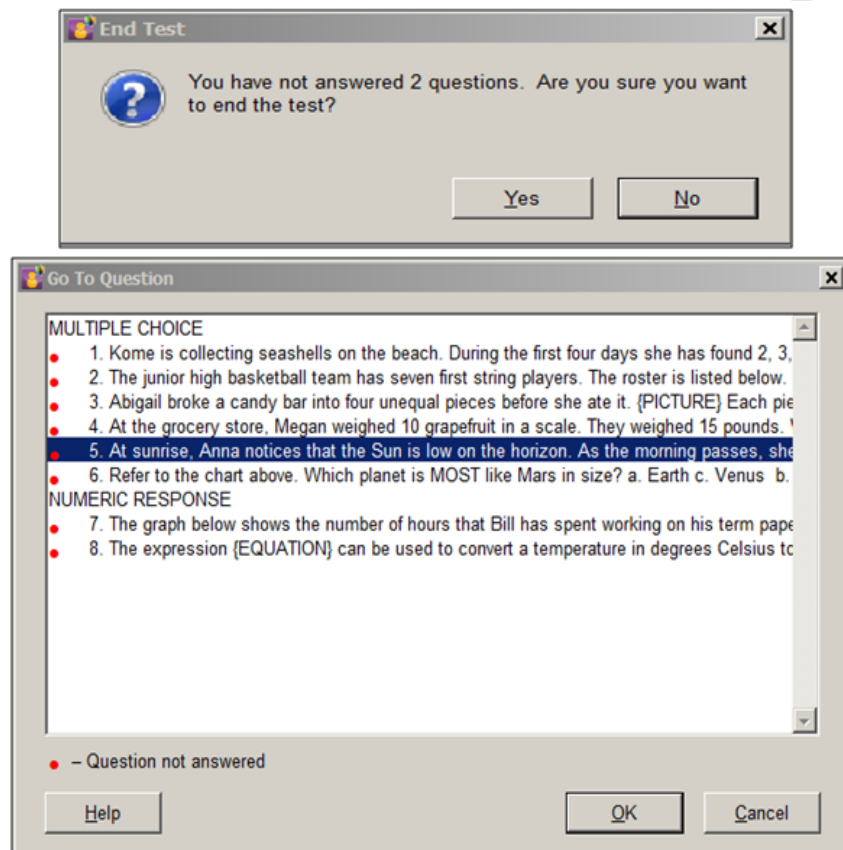 End Test
You have not answered 2 questions. Are you sure you want
to end the test?
Yes
No
Go To Question
MULTIPLE CHOICE
1. Kome is collecting seashells on the beach. During the first four days she has found 2, 3,
2. The junior high basketball team has seven first string players. The roster is listed below.
3. Abigail broke a candy bar into four unequal pieces before she ate it. {PICTURE} Each pie
4. At the grocery store, Megan weighed 10 grapefruit in a scale. They weighed 15 pounds.
5. At sunrise, Anna notices that the Sun is low on the horizon. As the morning passes, she
6. Refer to the chart above. Which planet is MOST like Mars in size? a. Earth c. Venus b.
NUMERIC RESPONSE
7. The graph below shows the number of hours that Bill has spent working on his term pape
8. The expression {EQUATION} can be used to convert a temperature in degrees Celsius to
– Question not answered
Help
OK
Cancel